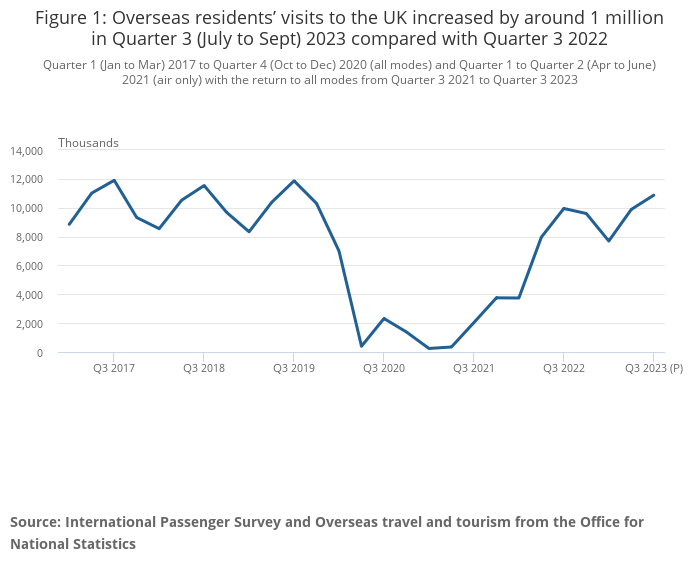 Figure 1: Overseas residents’ visits to the UK increased by around 1 million
in Quarter 3 (July to Sept) 2023 compared with Quarter 3 2022
Quarter 1 (Jan to Mar) 2017 to Quarter 4 (Oct to Dec) 2020 (all modes) and Quarter 1 to Quarter 2 (Apr to June)
2021 (air only) with the return to all modes from Quarter 3 2021 to Quarter 3 2023
Thousands
14,000
12,000
10,000
8,000
6,000
4,000
2,000
0
Q3 2017 Q3 2018 Q3 2019 Q3 2020 Q3 2021 Q3 2022 Q3 2023 (P)
Source: International Passenger Survey and Overseas travel and tourism from the Office for
National Statistics